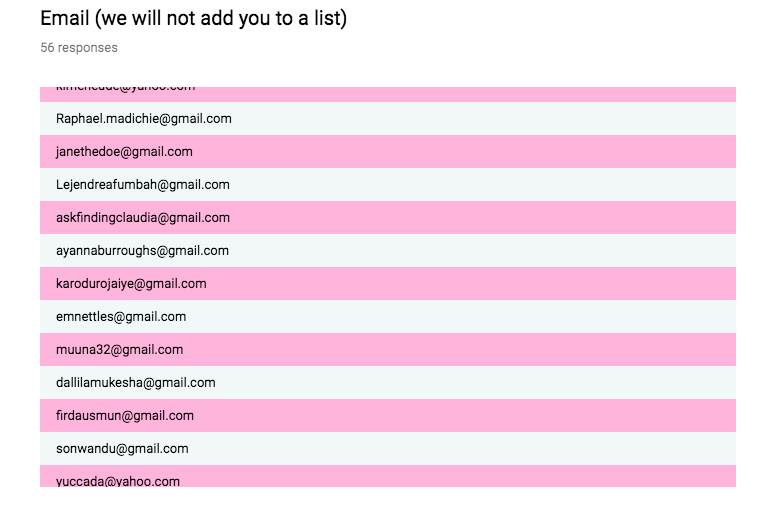 Email (we will not add you to a list)
56 responses
Raphael.madichie@gmail.com
janethedoe@gmail.com
Lejendreafumbah@gmail.com
askfindingclaudia@gmail.com
ayannaburroughs@gmail.com
karodurojaiye@gmail.com
emnettles@gmail.com
muuna32@gmail.com
dallilamukesha@gmail.com
firdausmun@gmail.com
sonwandu@gmail.com
yuccada@yahoo.com